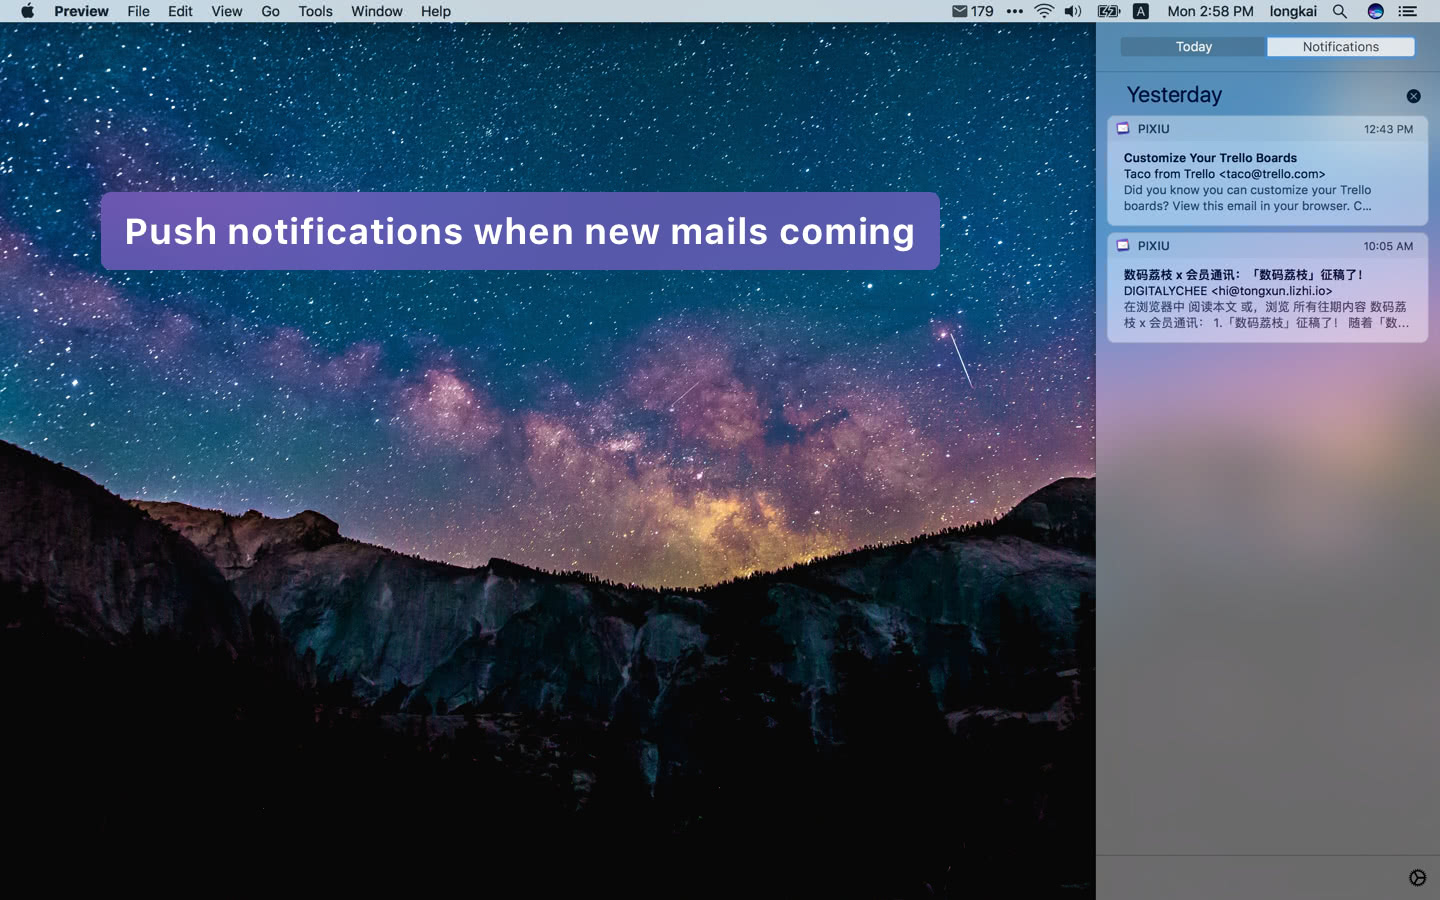 Preview File Edit View Go Tools Window Help 179 A Mon 2:58 PM longkai
Today Notifications
Yesterday
PIXIU 12:43 PM
Customize Your Trello Boards
Taco from Trello <taco@trello.com>
Did you know you can customize your Trello
boards? View this email in your browser. C...
Push notifications when new mails coming
PIXIU 10:05 AM
数码荔枝 x 会员通讯：「数码荔枝」征稿了！
DIGITALYCHEE <hi@tongxun.lizhi.io>
在浏览器中 阅读本文 或，浏览 所有往期内容 数码荔
枝 x 会员通讯： 1.「数码荔枝」征稿了！ 随着「数...